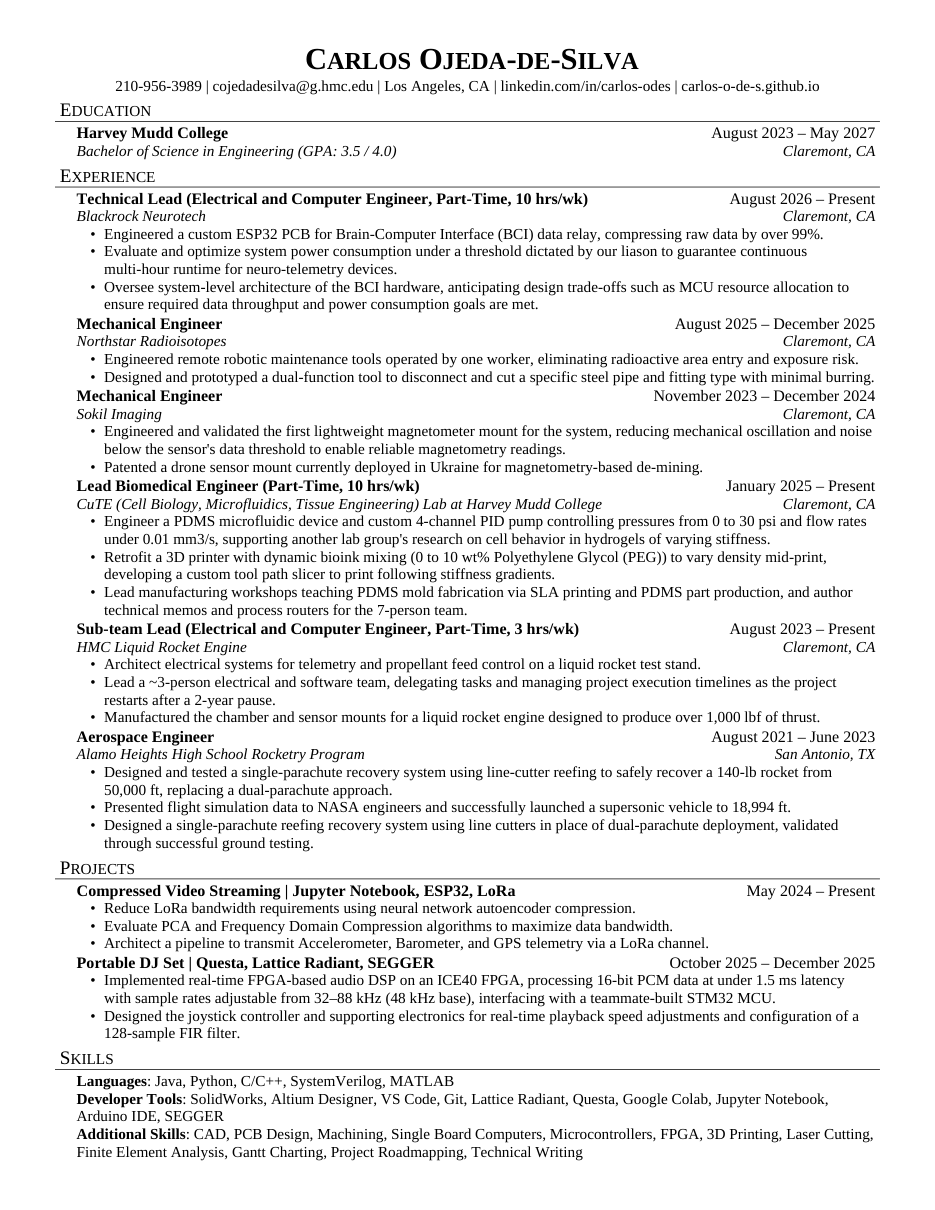 CARLOS OJEDA-DE-SILVA
210-956-3989 | cojedadesilva@g.hmc.edu | Los Angeles, CA | linkedin.com/in/carlos-odes | carlos-o-de-s.github.io
EDUCATION
Harvey Mudd College August 2023 – May 2027
Bachelor of Science in Engineering (GPA: 3.5 / 4.0) Claremont, CA
EXPERIENCE
Technical Lead (Electrical and Computer Engineer, Part-Time, 10 hrs/wk) August 2026 – Present
Blackrock Neurotech Claremont, CA
• Engineered a custom ESP32 PCB for Brain-Computer Interface (BCI) data relay, compressing raw data by over 99%.
• Evaluate and optimize system power consumption under a threshold dictated by our liason to guarantee continuous
multi-hour runtime for neuro-telemetry devices.
• Oversee system-level architecture of the BCI hardware, anticipating design trade-offs such as MCU resource allocation to
ensure required data throughput and power consumption goals are met.
Mechanical Engineer August 2025 – December 2025
Northstar Radioisotopes Claremont, CA
• Engineered remote robotic maintenance tools operated by one worker, eliminating radioactive area entry and exposure risk.
• Designed and prototyped a dual-function tool to disconnect and cut a specific steel pipe and fitting type with minimal burring.
Mechanical Engineer November 2023 – December 2024
Sokil Imaging Claremont, CA
• Engineered and validated the first lightweight magnetometer mount for the system, reducing mechanical oscillation and noise
below the sensor's data threshold to enable reliable magnetometry readings.
• Patented a drone sensor mount currently deployed in Ukraine for magnetometry-based de-mining.
Lead Biomedical Engineer (Part-Time, 10 hrs/wk) January 2025 – Present
CuTE (Cell Biology, Microfluidics, Tissue Engineering) Lab at Harvey Mudd College Claremont, CA
• Engineer a PDMS microfluidic device and custom 4-channel PID pump controlling pressures from 0 to 30 psi and flow rates
under 0.01 mm3/s, supporting another lab group's research on cell behavior in hydrogels of varying stiffness.
• Retrofit a 3D printer with dynamic bioink mixing (0 to 10 wt% Polyethylene Glycol (PEG)) to vary density mid-print,
developing a custom tool path slicer to print following stiffness gradients.
• Lead manufacturing workshops teaching PDMS mold fabrication via SLA printing and PDMS part production, and author
technical memos and process routers for the 7-person team.
Sub-team Lead (Electrical and Computer Engineer, Part-Time, 3 hrs/wk) August 2023 – Present
HMC Liquid Rocket Engine Claremont, CA
• Architect electrical systems for telemetry and propellant feed control on a liquid rocket test stand.
• Lead a ~3-person electrical and software team, delegating tasks and managing project execution timelines as the project
restarts after a 2-year pause.
• Manufactured the chamber and sensor mounts for a liquid rocket engine designed to produce over 1,000 lbf of thrust.
Aerospace Engineer August 2021 – June 2023
Alamo Heights High School Rocketry Program San Antonio, TX
• Designed and tested a single-parachute recovery system using line-cutter reefing to safely recover a 140-lb rocket from
50,000 ft, replacing a dual-parachute approach.
• Presented flight simulation data to NASA engineers and successfully launched a supersonic vehicle to 18,994 ft.
• Designed a single-parachute reefing recovery system using line cutters in place of dual-parachute deployment, validated
through successful ground testing.
PROJECTS
Compressed Video Streaming | Jupyter Notebook, ESP32, LoRa May 2024 – Present
• Reduce LoRa bandwidth requirements using neural network autoencoder compression.
• Evaluate PCA and Frequency Domain Compression algorithms to maximize data bandwidth.
• Architect a pipeline to transmit Accelerometer, Barometer, and GPS telemetry via a LoRa channel.
Portable DJ Set | Questa, Lattice Radiant, SEGGER October 2025 – December 2025
• Implemented real-time FPGA-based audio DSP on an ICE40 FPGA, processing 16-bit PCM data at under 1.5 ms latency
with sample rates adjustable from 32–88 kHz (48 kHz base), interfacing with a teammate-built STM32 MCU.
• Designed the joystick controller and supporting electronics for real-time playback speed adjustments and configuration of a
128-sample FIR filter.
SKILLS
Languages: Java, Python, C/C++, SystemVerilog, MATLAB
Developer Tools: SolidWorks, Altium Designer, VS Code, Git, Lattice Radiant, Questa, Google Colab, Jupyter Notebook,
Arduino IDE, SEGGER
Additional Skills: CAD, PCB Design, Machining, Single Board Computers, Microcontrollers, FPGA, 3D Printing, Laser Cutting,
Finite Element Analysis, Gantt Charting, Project Roadmapping, Technical Writing